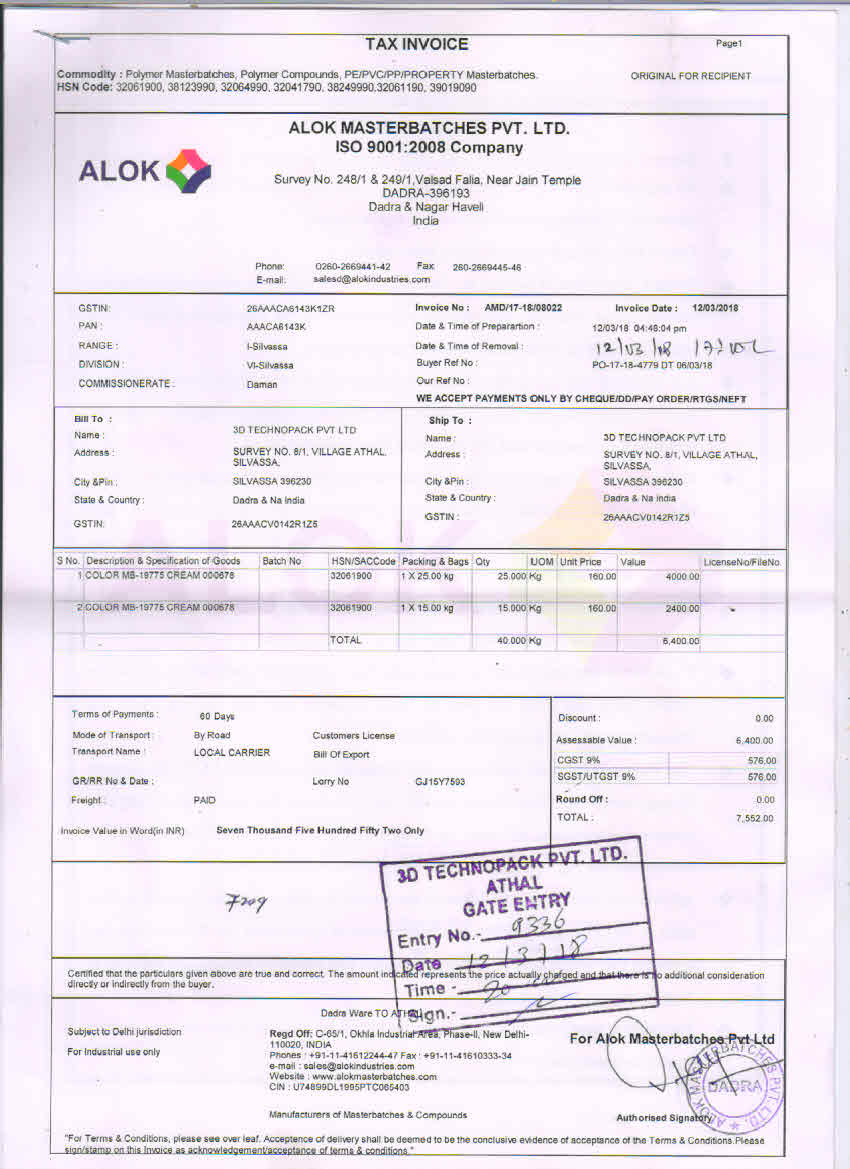 TAX INVOICE
Page1
Commodity : Polymer Masterbatches, Polymer Compounds, PE/PVC/PP/PROPERTY Masterbatches.
ORIGINAL FOR RECIPIENT
HSN Code: 32061900, 38123990, 32064990, 32041790, 38249990,32061190, 39019090
ALOK
ALOK MASTERBATCHES PVT. LTD.
ISO 9001:2008 Company
Survey No. 248/1 & 249/1,Valsad Falia, Near Jain Temple
DADRA-396193
Dadra & Nagar Haveli
India
Phone: 0260-2669441-42 Fax 260-2669445-46
E-mail: salesd@alokindustries.com
GSTIN: 26AAACA6143K1ZR Invoice No : AMD/17-18/08022 Invoice Date : 12/03/2018
PAN : AAACA6143K Date & Time of Preparartion : 12/03/18 04:48:04 pm
RANGE : I-Silvassa Date & Time of Removal : 12/03/18
DIVISION : VI-Silvassa Buyer Ref No : PO-17-18-4779 DT 06/03/18
COMMISSIONERATE : Daman Our Ref No :
WE ACCEPT PAYMENTS ONLY BY CHEQUE/DD/PAY ORDER/RTGS/NEFT
Bill To : Ship To :
Name : 3D TECHNOPACK PVT LTD Name : 3D TECHNOPACK PVT LTD
Address : SURVEY NO. 8/1, VILLAGE ATHAL, Address : SURVEY NO. 8/1, VILLAGE ATHAL,
SILVASSA, SILVASSA,
City &Pin : SILVASSA 396230 City &Pin : SILVASSA 396230
State & Country : Dadra & Na India State & Country : Dadra & Na India
GSTIN: 26AAACV0142R1Z5 GSTIN : 26AAACV0142R1Z5
S No. Description & Specification of Goods Batch No HSN/SACCode Packing & Bags Qty UOM Unit Price Value LicenseNo/FileNo.
1 COLOR MB-19775 CREAM 000678 32061900 1 X 25.00 kg 25.000 Kg 160.00 4000.00
2 COLOR MB-19775 CREAM 000678 32061900 1 X 15.00 kg 15.000 Kg 160.00 2400.00
TOTAL 40.000 Kg 6,400.00
Terms of Payments : 60 Days Discount : 0.00
Mode of Transport : By Road Customers License Assessable Value : 6,400.00
Transport Name : LOCAL CARRIER Bill Of Export CGST 9% 576.00
GR/RR No & Date : Lorry No GJ15Y7593 SGST/UTGST 9% 576.00
Freight : PAID Round Off : 0.00
TOTAL : 7,552.00
Invoice Value in Word(in INR) Seven Thousand Five Hundred Fifty Two Only
3D TECHNOPACK PVT. LTD.
ATHAL
GATE ENTRY
Entry No.- 9336
Date 12/3/18
Time - 20
Sign.-
Certified that the particulars given above are true and correct. The amount indicated represents the price actually charged and that there is no additional consideration
directly or indirectly from the buyer.
Dadra Ware TO
Subject to Delhi jurisdiction
For Industrial use only
Regd Off: C-65/1, Okhla Industrial Area, Phase-II, New Delhi-
110020, INDIA
Phones : +91-11-41612244-47 Fax : +91-11-41610333-34
e-mail : sales@alokindustries.com
Website : www.alokmasterbatches.com
CIN : U74899DL1995PTC065403
Manufacturers of Masterbatches & Compounds
For Alok Masterbatches Pvt Ltd
ALOK MASTERBATCHES PVT. LTD.
DADRA
Authorised Signatory
"For Terms & Conditions, please see over leaf. Acceptance of delivery shall be deemed to be the conclusive evidence of acceptance of the Terms & Conditions.Please
sign/stamp on this Invoice as acknowledgement/acceptance of terms & conditions."